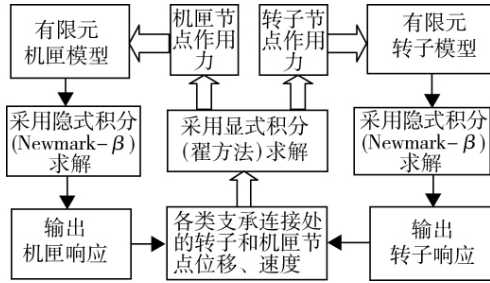 有限元
机匣模型
机匣节
点作用
力
转子节
点作用
力
有限元
转子模型
采用隐式积分
(Newmark-β)
求解
采用显式积分
(翟方法)求解
采用隐式积分
(Newmark-β)
求解
输出
机匣响应
各类支承连接处
的转子和机匣节
点位移、速度
输出
转子响应